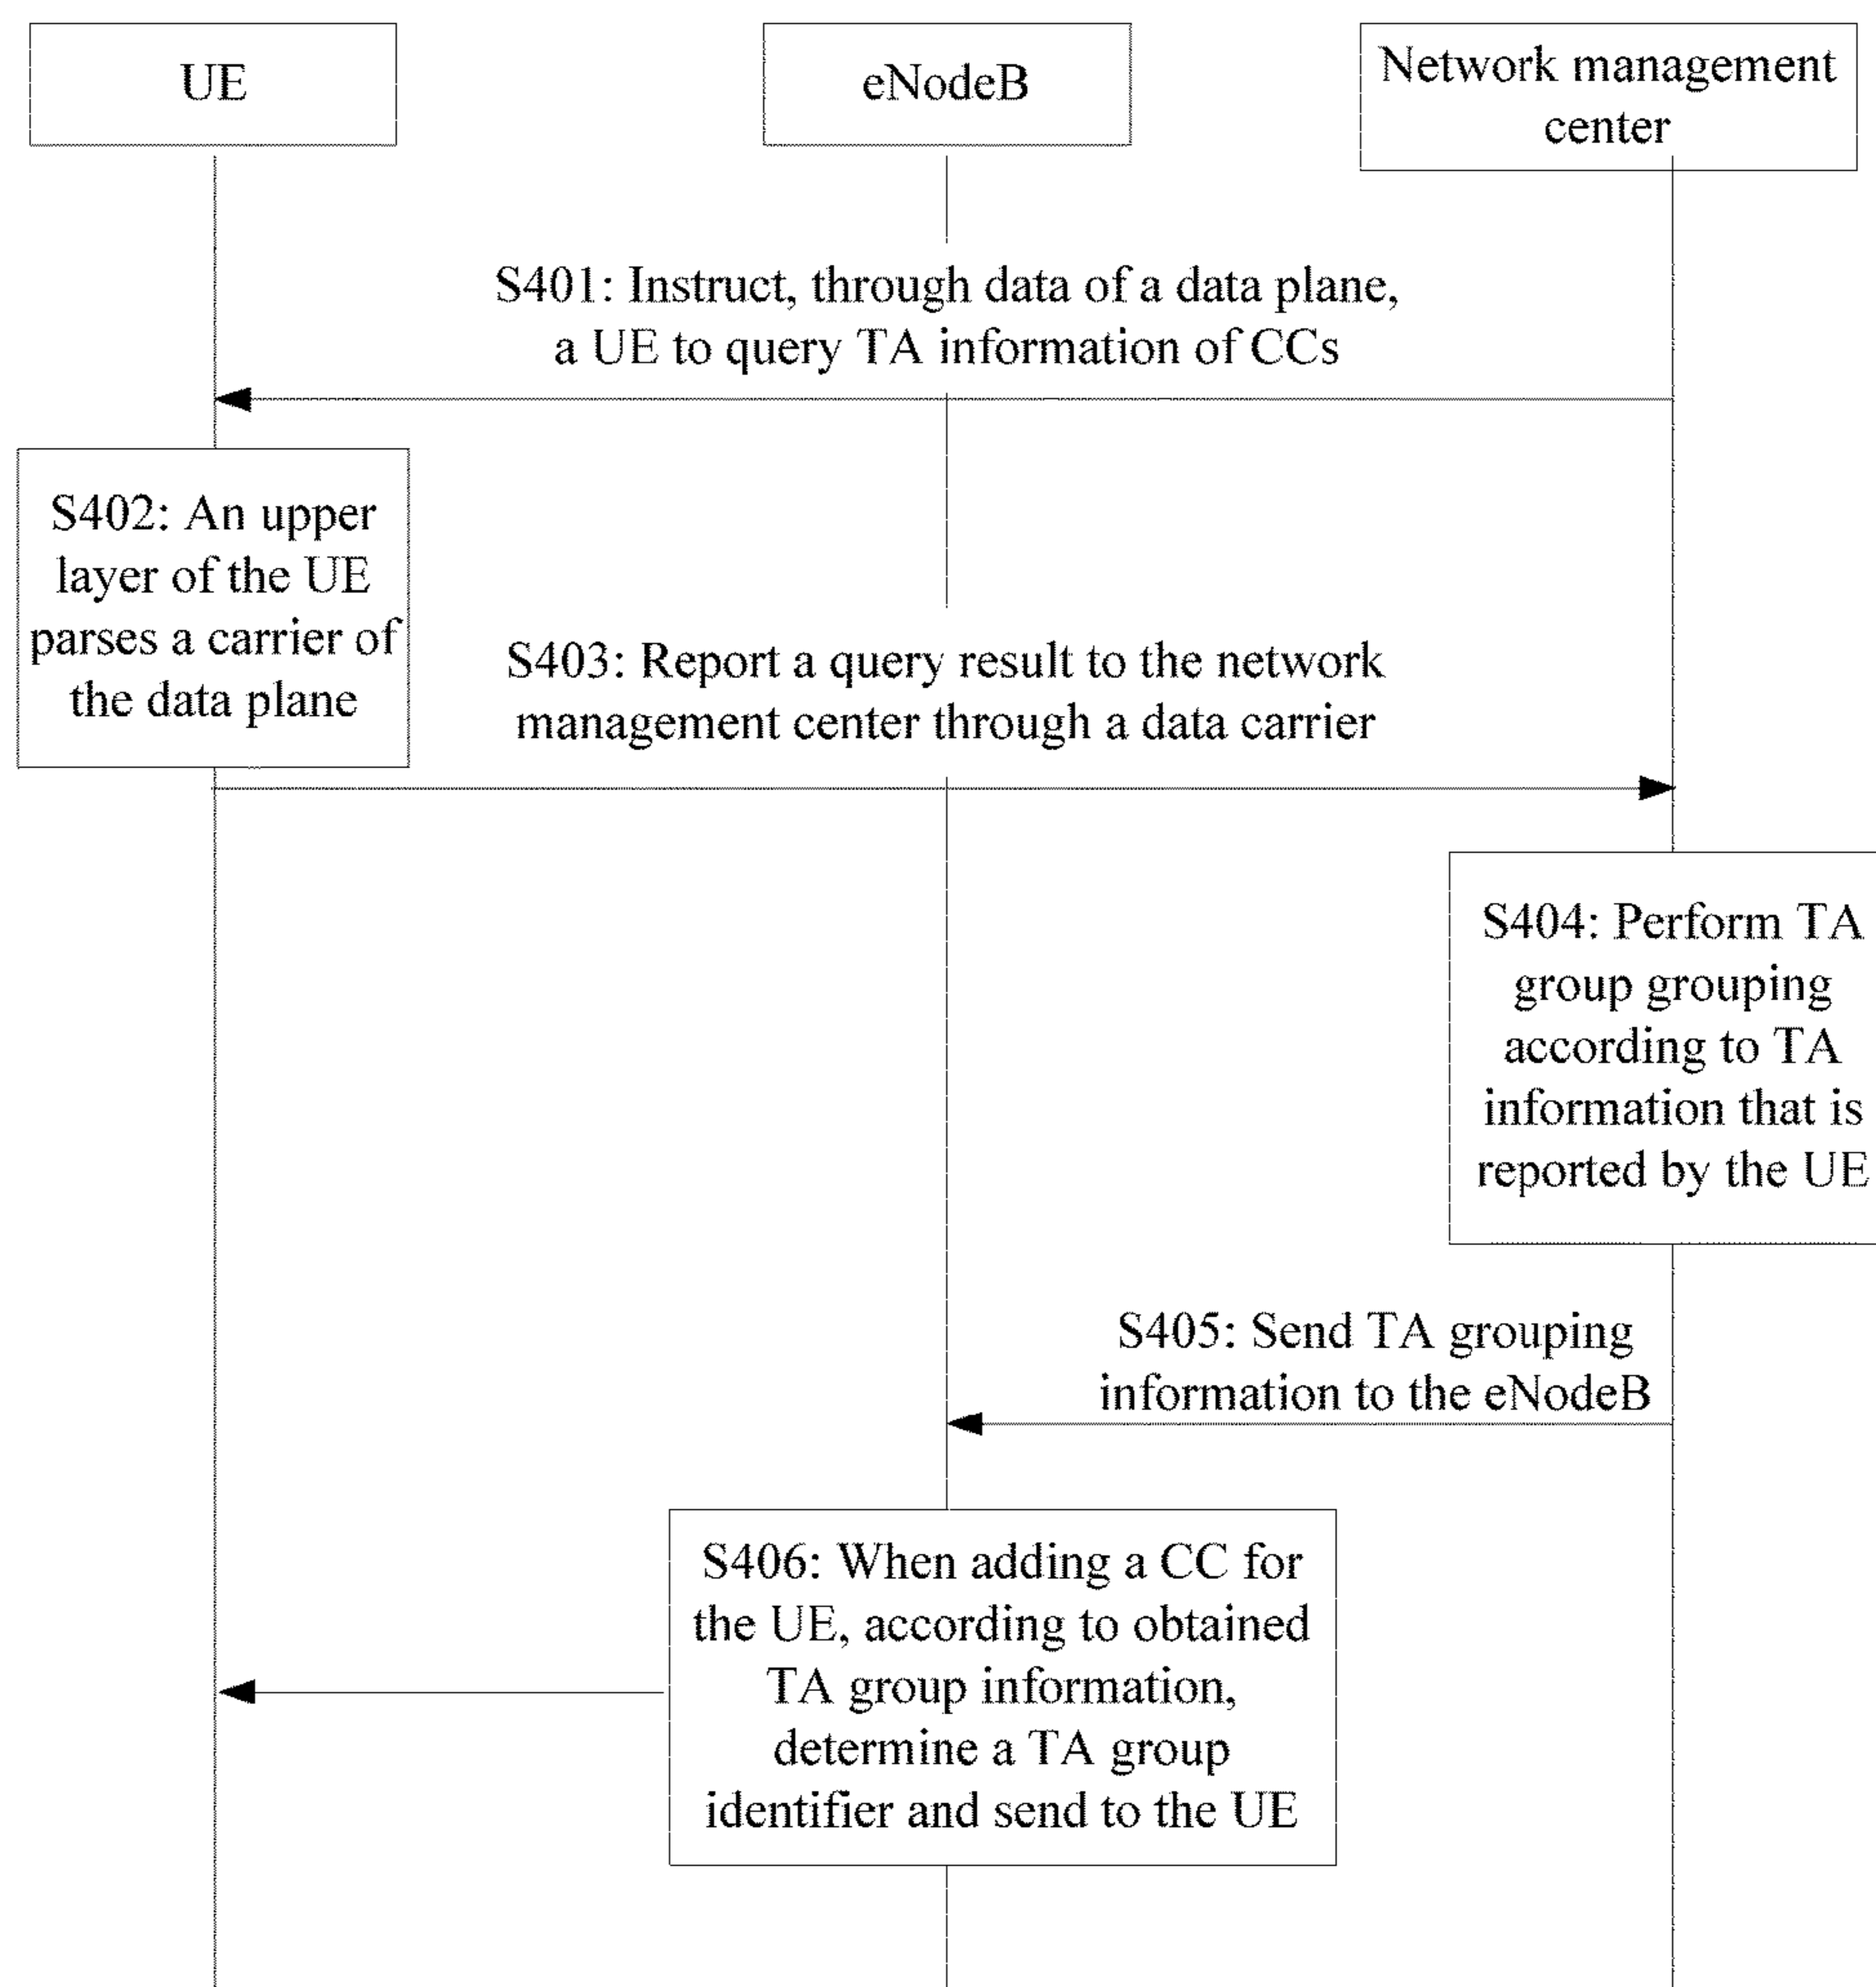 UE
eNodeB
Network management
center
S401: Instruct, through data of a data plane,
a UE to query TA information of CCs
S402: An upper
layer of the UE
parses a carrier of
the data plane
S403: Report a query result to the network
management center through a data carrier
S404: Perform TA
group grouping
according to TA
information that is
reported by the UE
S405: Send TA grouping
information to the eNodeB
S406: When adding a CC for
the UE, according to obtained
TA group information,
determine a TA group
identifier and send to the UE